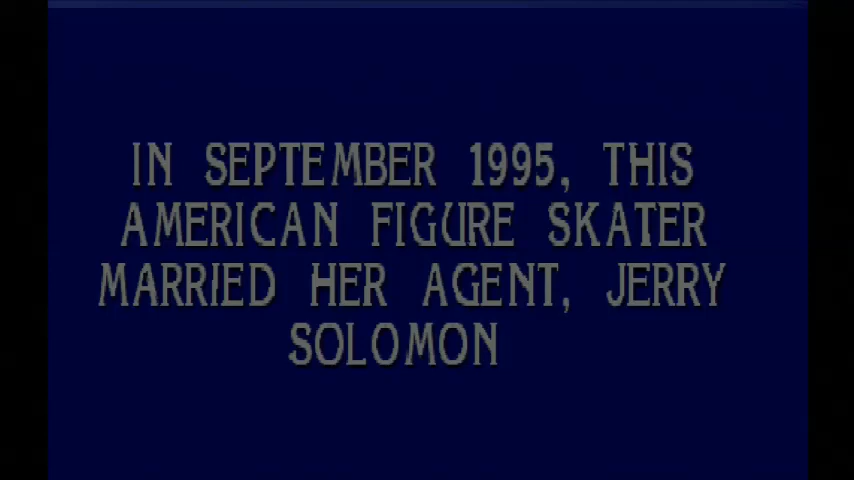 IN SEPTEMBER 1995, THIS
AMERICAN FIGURE SKATER
MARRIED HER AGENT, JERRY
SOLOMON